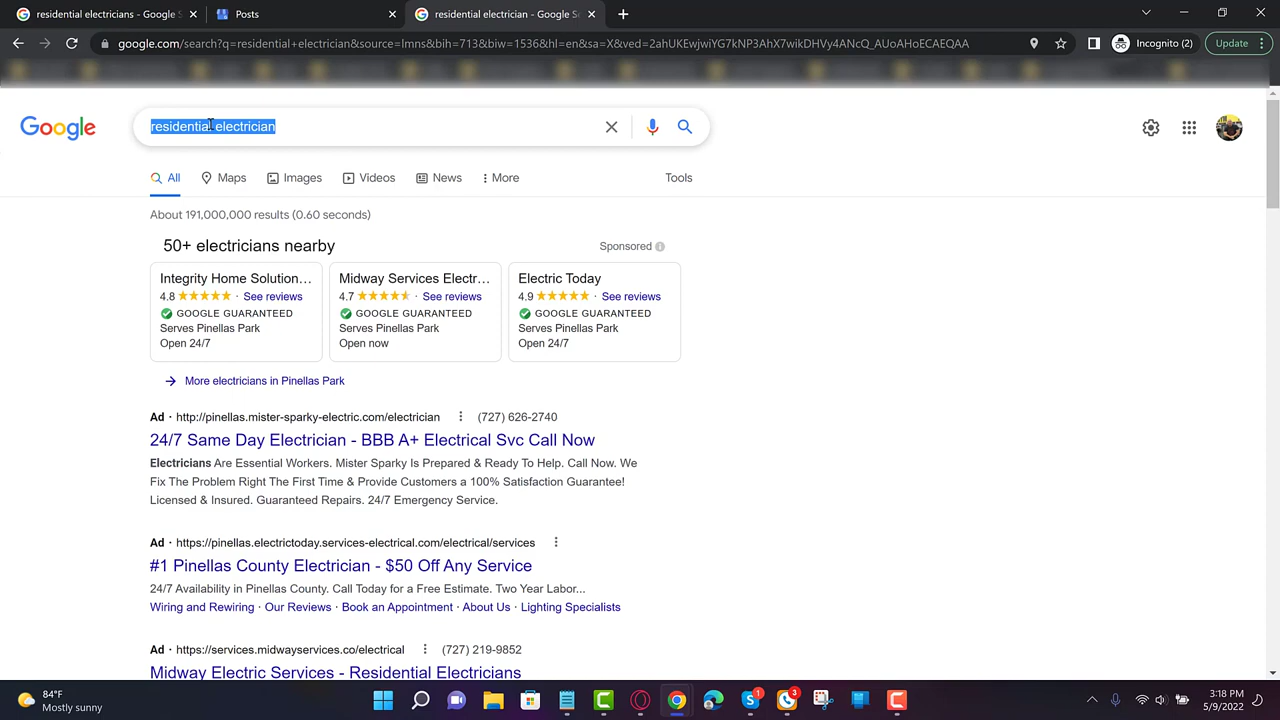 residential electricians - Google S
Posts
residential electrician - Google Se
google.com/search?q=residential+electrician&source=lmns&bih=713&biw=1536&hl=en&sa=X&ved=2ahUKEwjwiYG7kNP3AhX7wikDHVy4ANcQ_AUoAHoECAEQAA
Incognito (2)
Update
Google
residential electrician
All
Maps
Images
Videos
News
More
Tools
About 191,000,000 results (0.60 seconds)
50+ electricians nearby
Sponsored
Integrity Home Solution...
4.8 · See reviews
GOOGLE GUARANTEED
Serves Pinellas Park
Open 24/7
Midway Services Electr...
4.7 · See reviews
GOOGLE GUARANTEED
Serves Pinellas Park
Open now
Electric Today
4.9 · See reviews
GOOGLE GUARANTEED
Serves Pinellas Park
Open 24/7
More electricians in Pinellas Park
Ad · http://pinellas.mister-sparky-electric.com/electrician (727) 626-2740
24/7 Same Day Electrician - BBB A+ Electrical Svc Call Now
Electricians Are Essential Workers. Mister Sparky Is Prepared & Ready To Help. Call Now. We
Fix The Problem Right The First Time & Provide Customers a 100% Satisfaction Guarantee!
Licensed & Insured. Guaranteed Repairs. 24/7 Emergency Service.
Ad · https://pinellas.electrictoday.services-electrical.com/electrical/services
#1 Pinellas County Electrician - $50 Off Any Service
24/7 Availability in Pinellas County. Call Today for a Free Estimate. Two Year Labor...
Wiring and Rewiring · Our Reviews · Book an Appointment · About Us · Lighting Specialists
Ad · https://services.midwayservices.co/electrical (727) 219-9852
Midway Electric Services - Residential Electricians
84°F
Mostly sunny
1
3
3:18 PM
5/9/2022